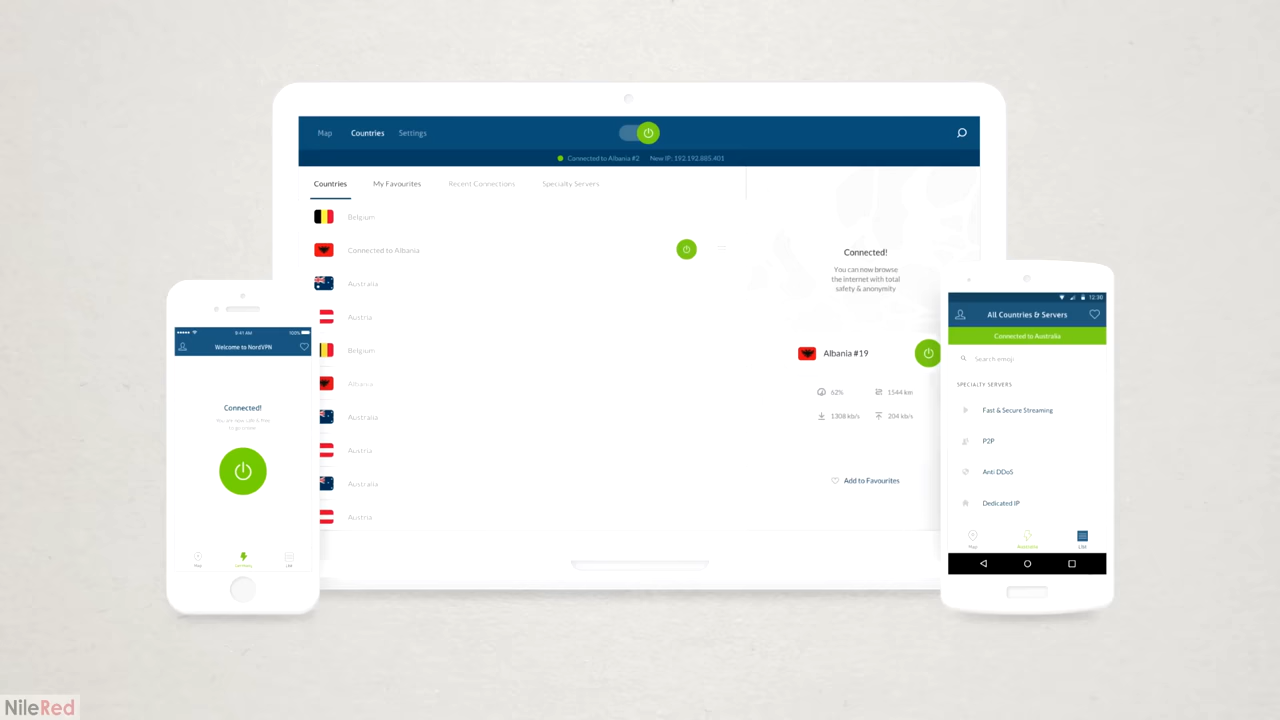 Map Countries Settings
Connected to Albania #2 New IP: 192.192.885.401
Countries My Favourites Recent Connections Specialty Servers
Belgium
Connected to Albania
Australia
Austria
Belgium
Albania
Australia
Austria
Australia
Austria
Connected!
You can now browse
the internet with total
safety & anonymity
Albania #19
62% 1544 km
1308 kb/s 204 kb/s
Add to Favourites
9:41 AM 100%
Welcome to NordVPN
Connected!
Map
12:30
All Countries & Servers
Connected to Australia
Search emoji
SPECIALTY SERVERS
Fast & Secure Streaming
P2P
Anti DDoS
Dedicated IP
Map
NileRed